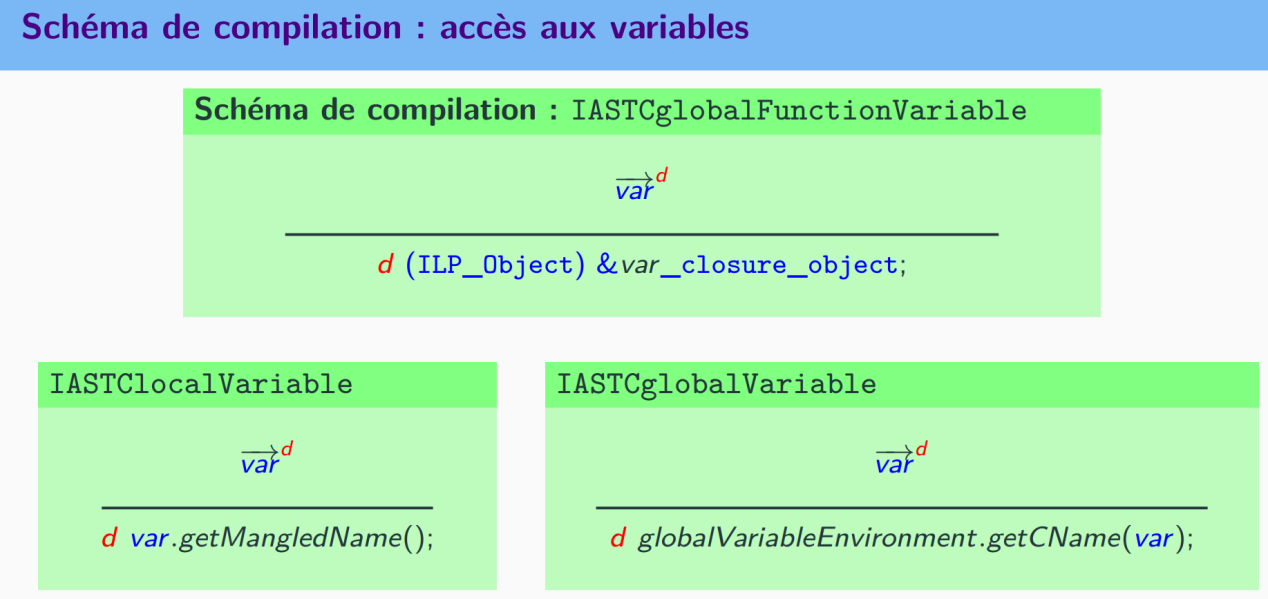 Schéma de compilation : accès aux variables
Schéma de compilation : IASTCglobalFunctionVariable
var d
d (ILP_Object) &var_closure_object;
IASTClocalVariable
var d
d var.getMangledName();
IASTCglobalVariable
var d
d globalVariableEnvironment.getCName(var);